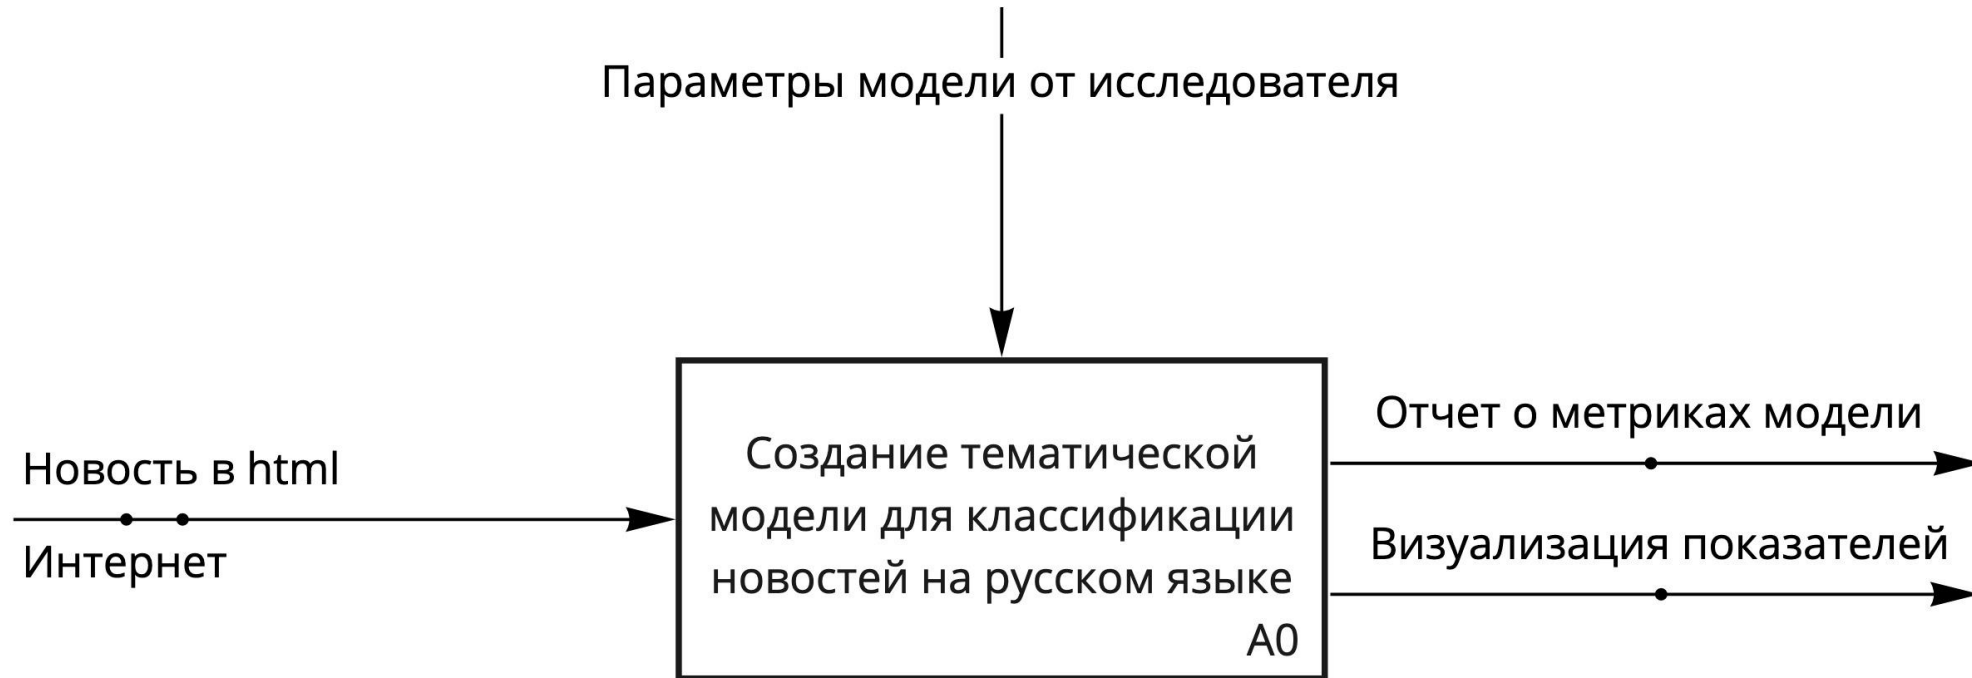 Параметры модели от исследователя
Новость в html
Интернет
Создание тематической
модели для классификации
новостей на русском языке
A0
Отчет о метриках модели
Визуализация показателей